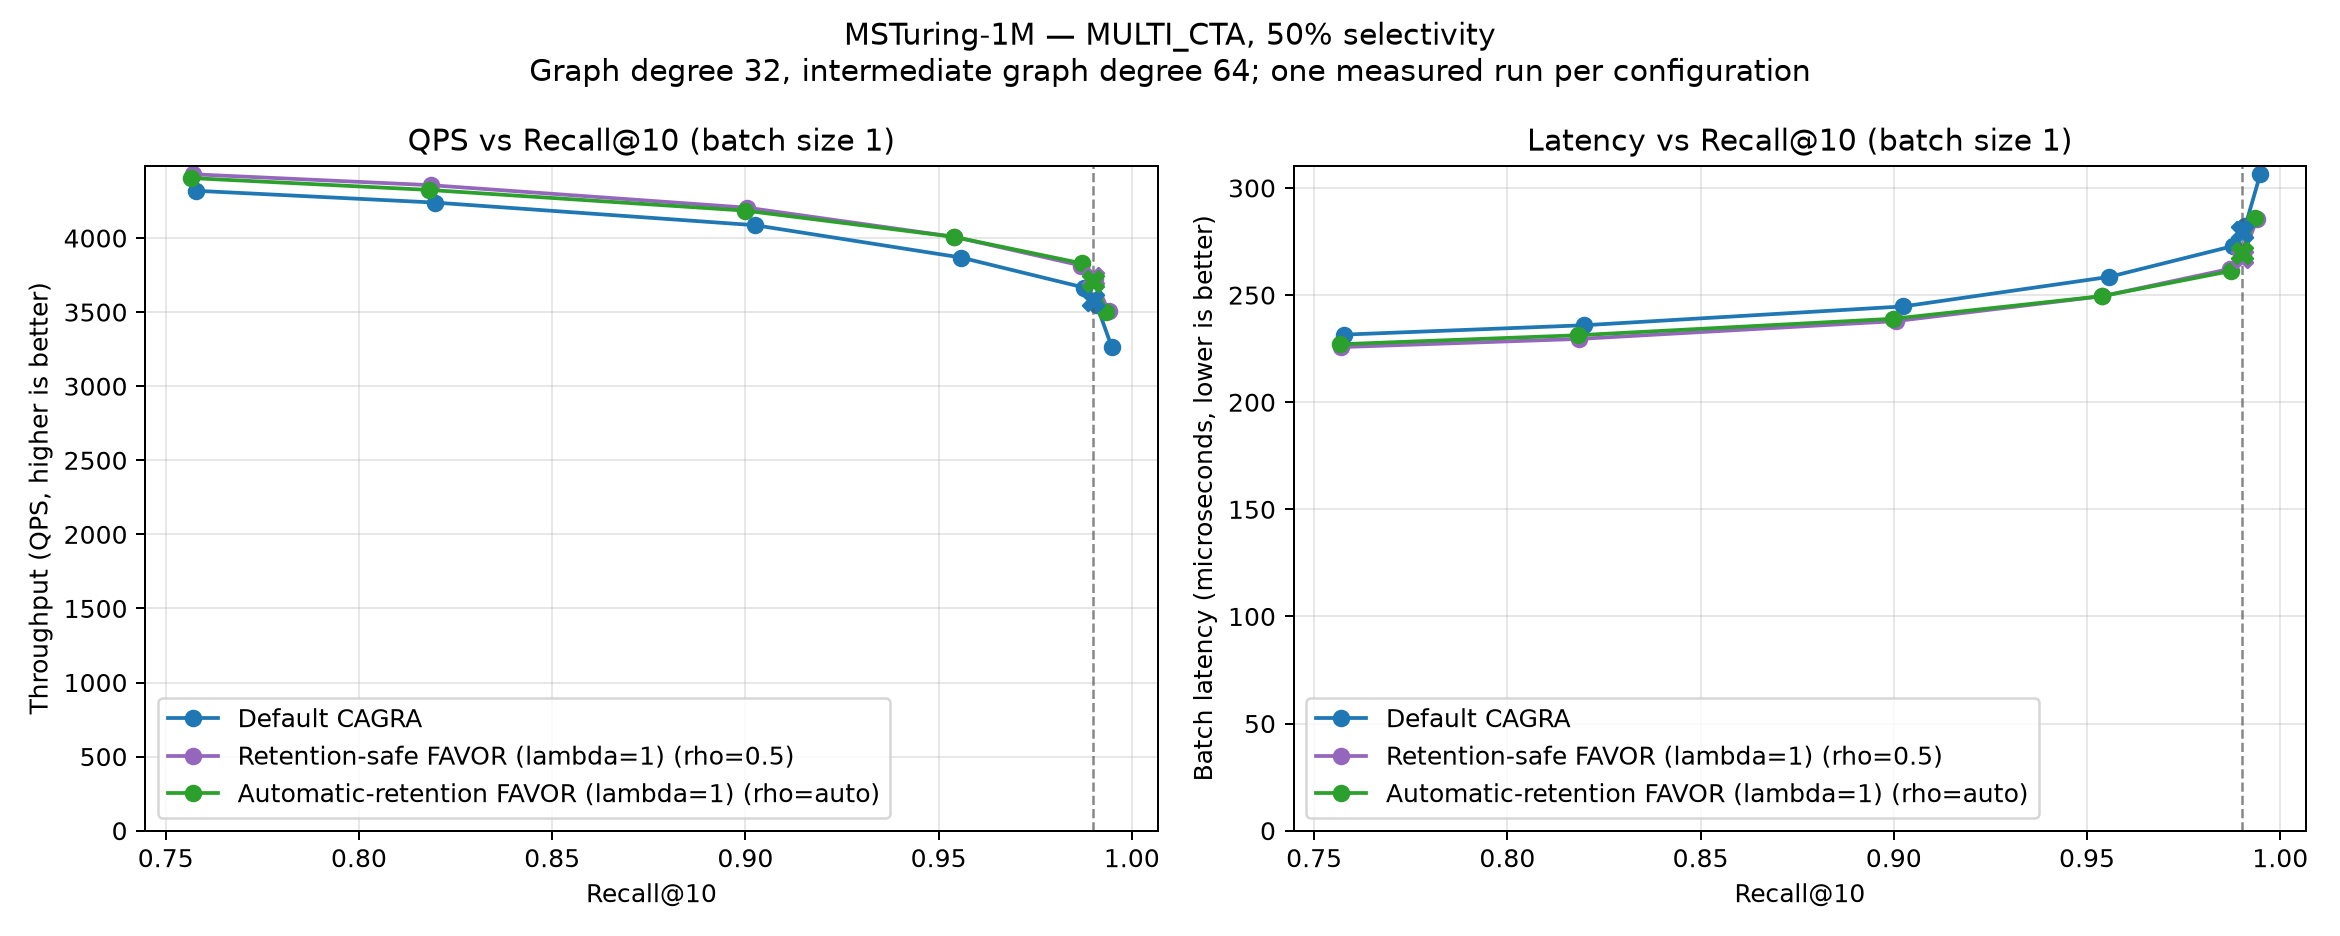 MSTuring-1M — MULTI_CTA, 50% selectivity
Graph degree 32, intermediate graph degree 64; one measured run per configuration
QPS vs Recall@10 (batch size 1)
Throughput (QPS, higher is better)
4000
3500
3000
2500
2000
1500
1000
500
0
Default CAGRA
Retention-safe FAVOR (lambda=1) (rho=0.5)
Automatic-retention FAVOR (lambda=1) (rho=auto)
0.75 0.80 0.85 0.90 0.95 1.00
Recall@10
Latency vs Recall@10 (batch size 1)
Batch latency (microseconds, lower is better)
300
250
200
150
100
50
0
Default CAGRA
Retention-safe FAVOR (lambda=1) (rho=0.5)
Automatic-retention FAVOR (lambda=1) (rho=auto)
0.75 0.80 0.85 0.90 0.95 1.00
Recall@10